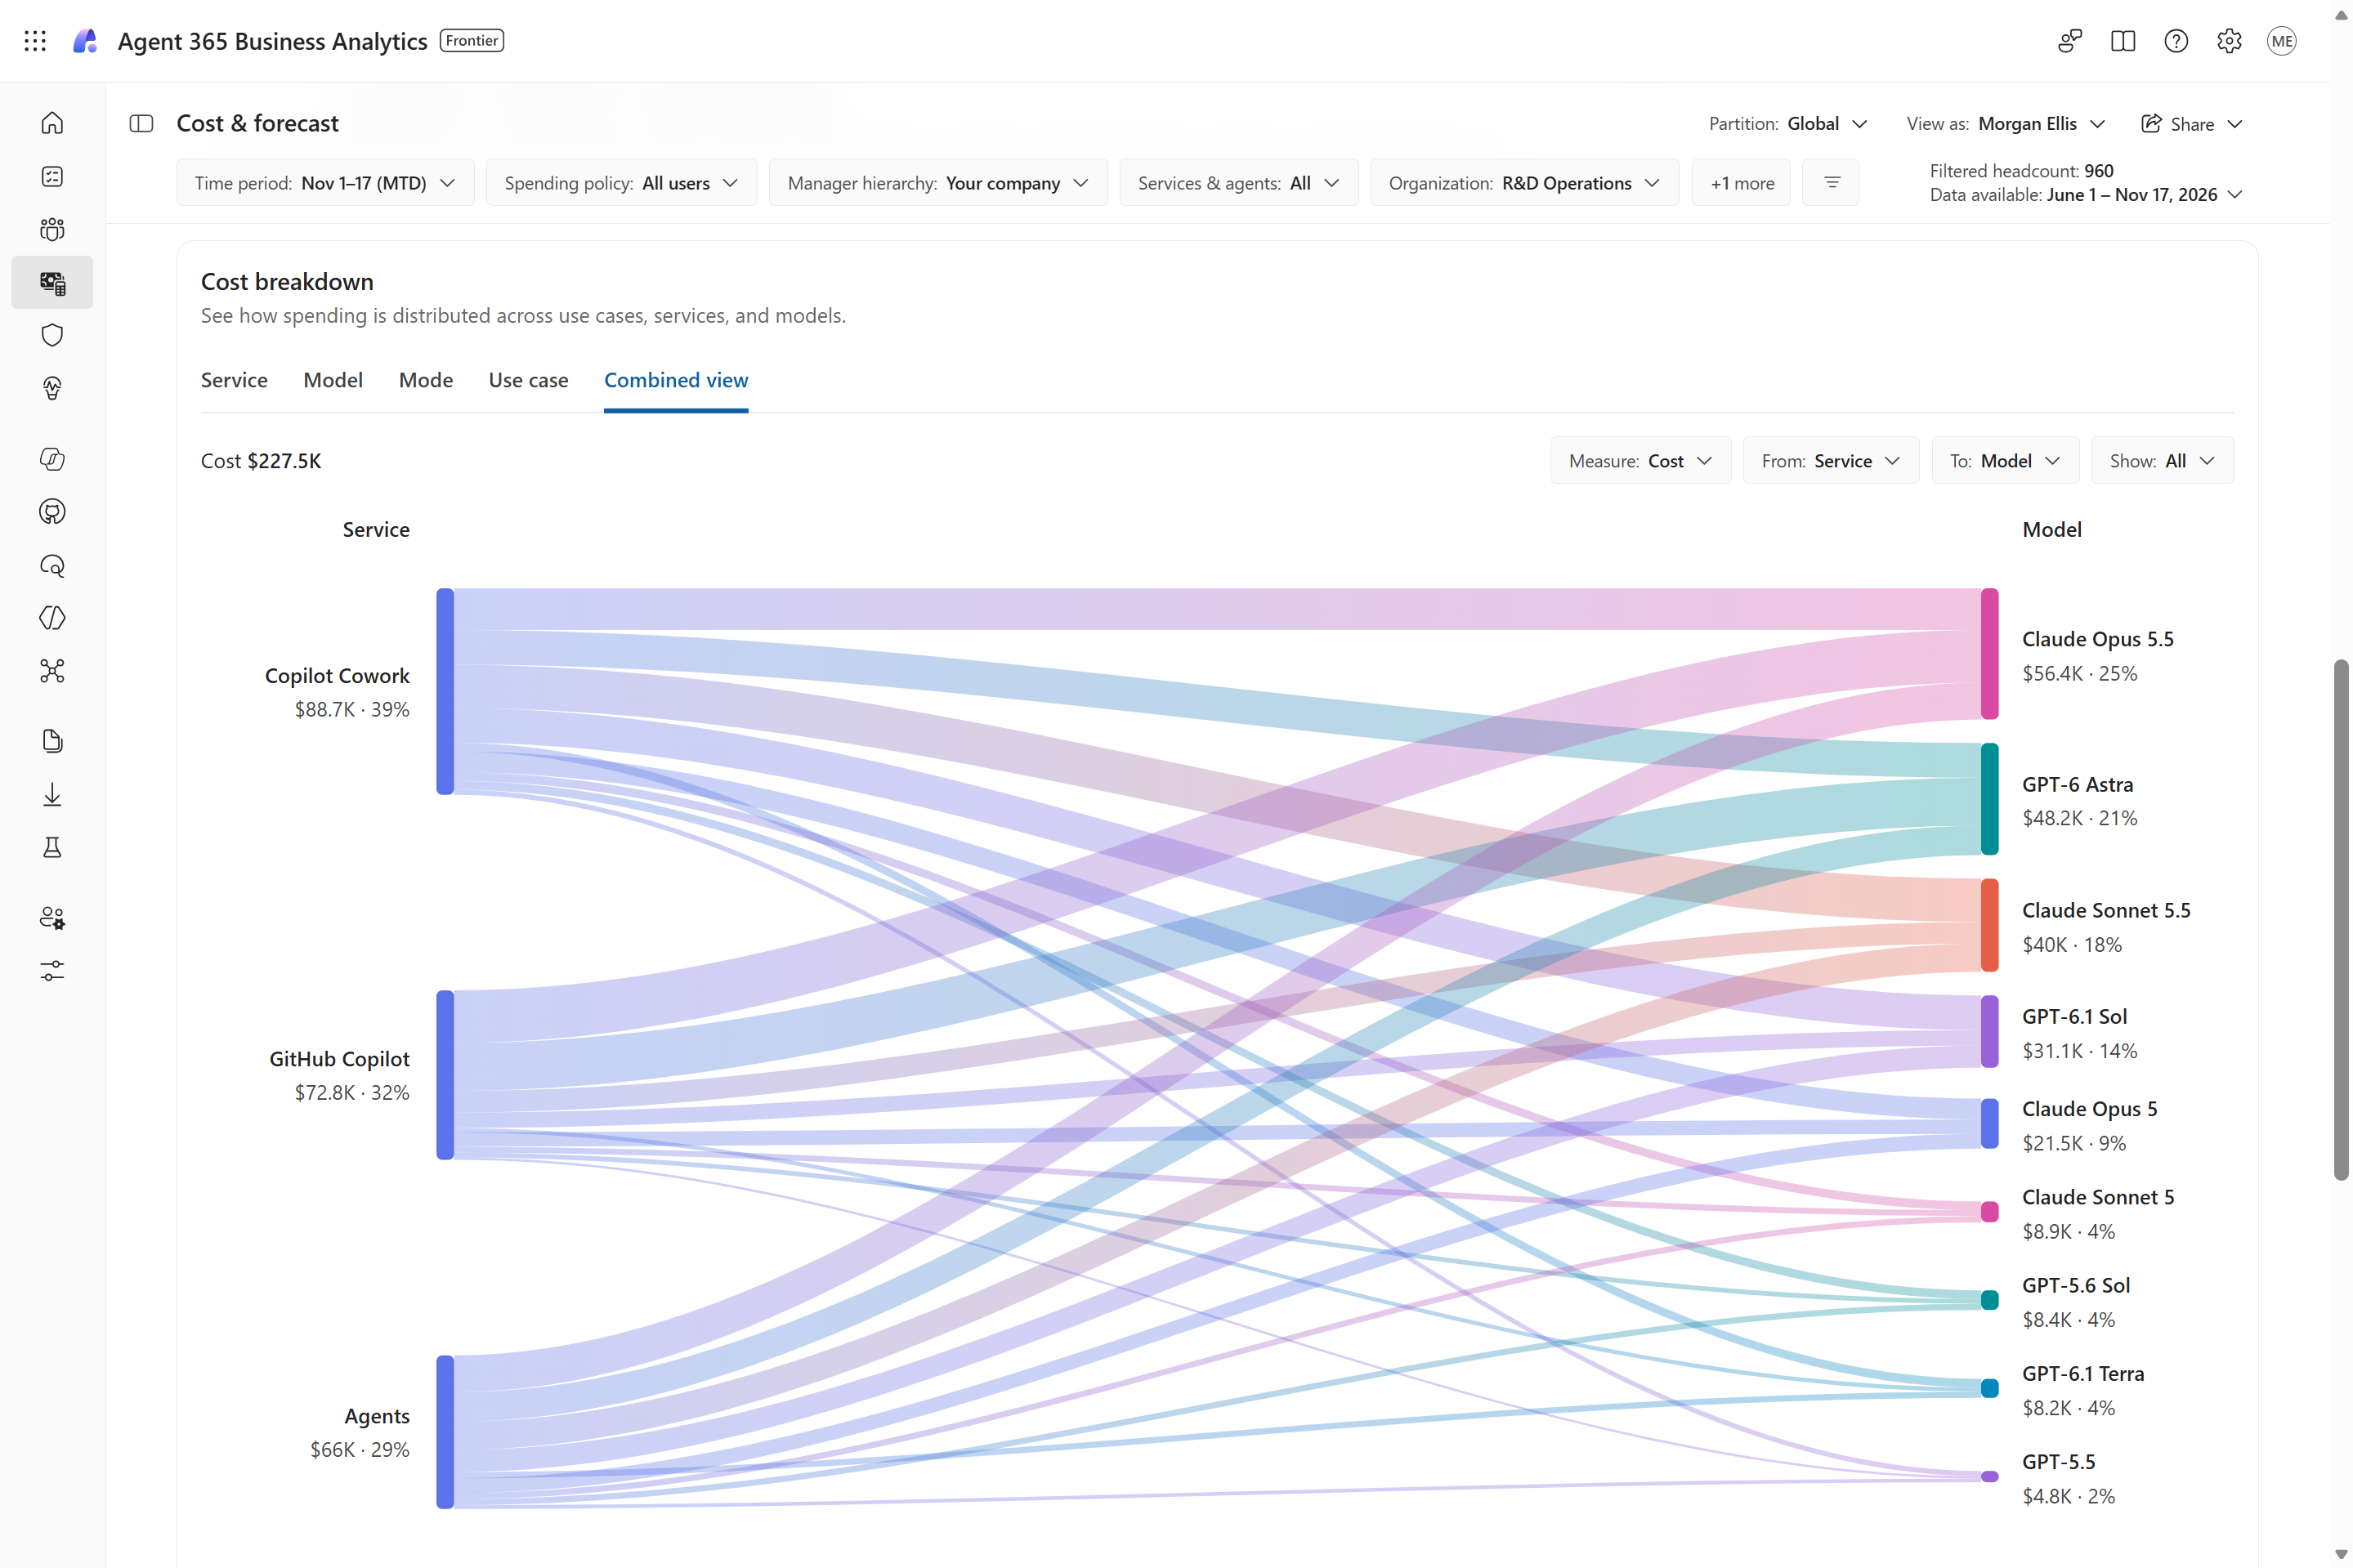 Agent 365 Business Analytics Frontier
ME
Cost & forecast
Partition: Global
View as: Morgan Ellis
Share
Time period: Nov 1–17 (MTD)
Spending policy: All users
Manager hierarchy: Your company
Services & agents: All
Organization: R&D Operations
+1 more
Filtered headcount: 960
Data available: June 1 – Nov 17, 2026
Cost breakdown
See how spending is distributed across use cases, services, and models.
Service
Model
Mode
Use case
Combined view
Cost $227.5K
Measure: Cost
From: Service
To: Model
Show: All
Service
Model
Copilot Cowork
$88.7K · 39%
GitHub Copilot
$72.8K · 32%
Agents
$66K · 29%
Claude Opus 5.5
$56.4K · 25%
GPT-6 Astra
$48.2K · 21%
Claude Sonnet 5.5
$40K · 18%
GPT-6.1 Sol
$31.1K · 14%
Claude Opus 5
$21.5K · 9%
Claude Sonnet 5
$8.9K · 4%
GPT-5.6 Sol
$8.4K · 4%
GPT-6.1 Terra
$8.2K · 4%
GPT-5.5
$4.8K · 2%